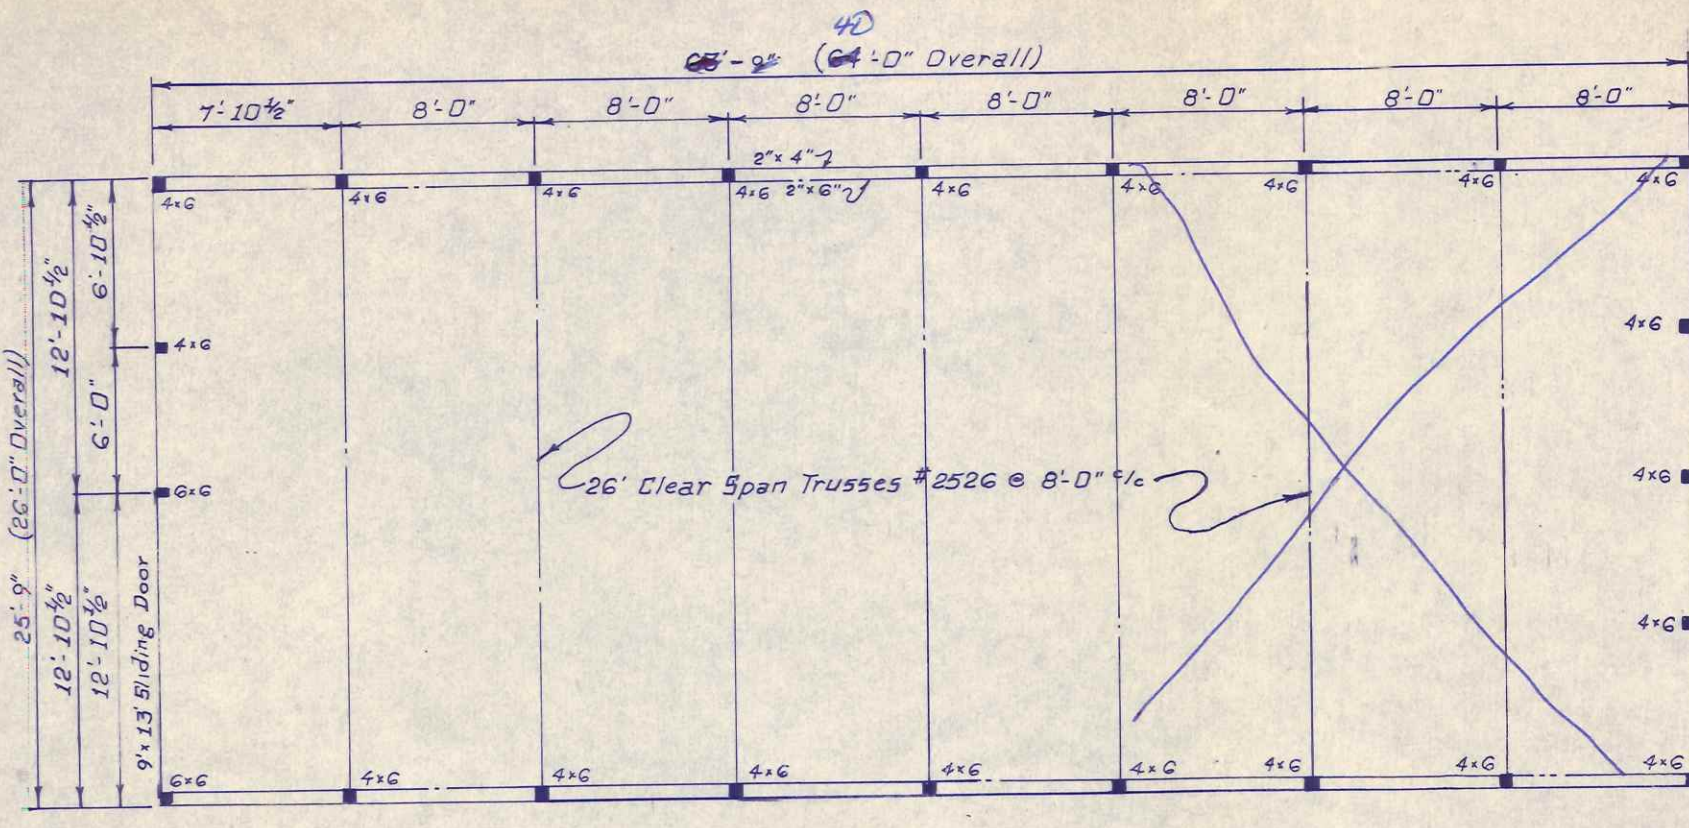 40
63'-9" (64'-0" Overall)
7'-10½" 8'-0" 8'-0" 8'-0" 8'-0" 8'-0" 8'-0" 8'-0"
2"x 4"
4x6 4x6 4x6 4x6 2"x6" 4x6 4x6 4x6 4x6 4x6
25'-9" (26'-0" Overall)
12'-10½"
12'-10½"
6'-10½"
6'-0"
12'-10½"
4x6
6x6
9'x 13' Sliding Door
26' Clear Span Trusses #2526 @ 8'-0" c/c
4x6
4x6
4x6
6x6 4x6 4x6 4x6 4x6 4x6 4x6 4x6 4x6